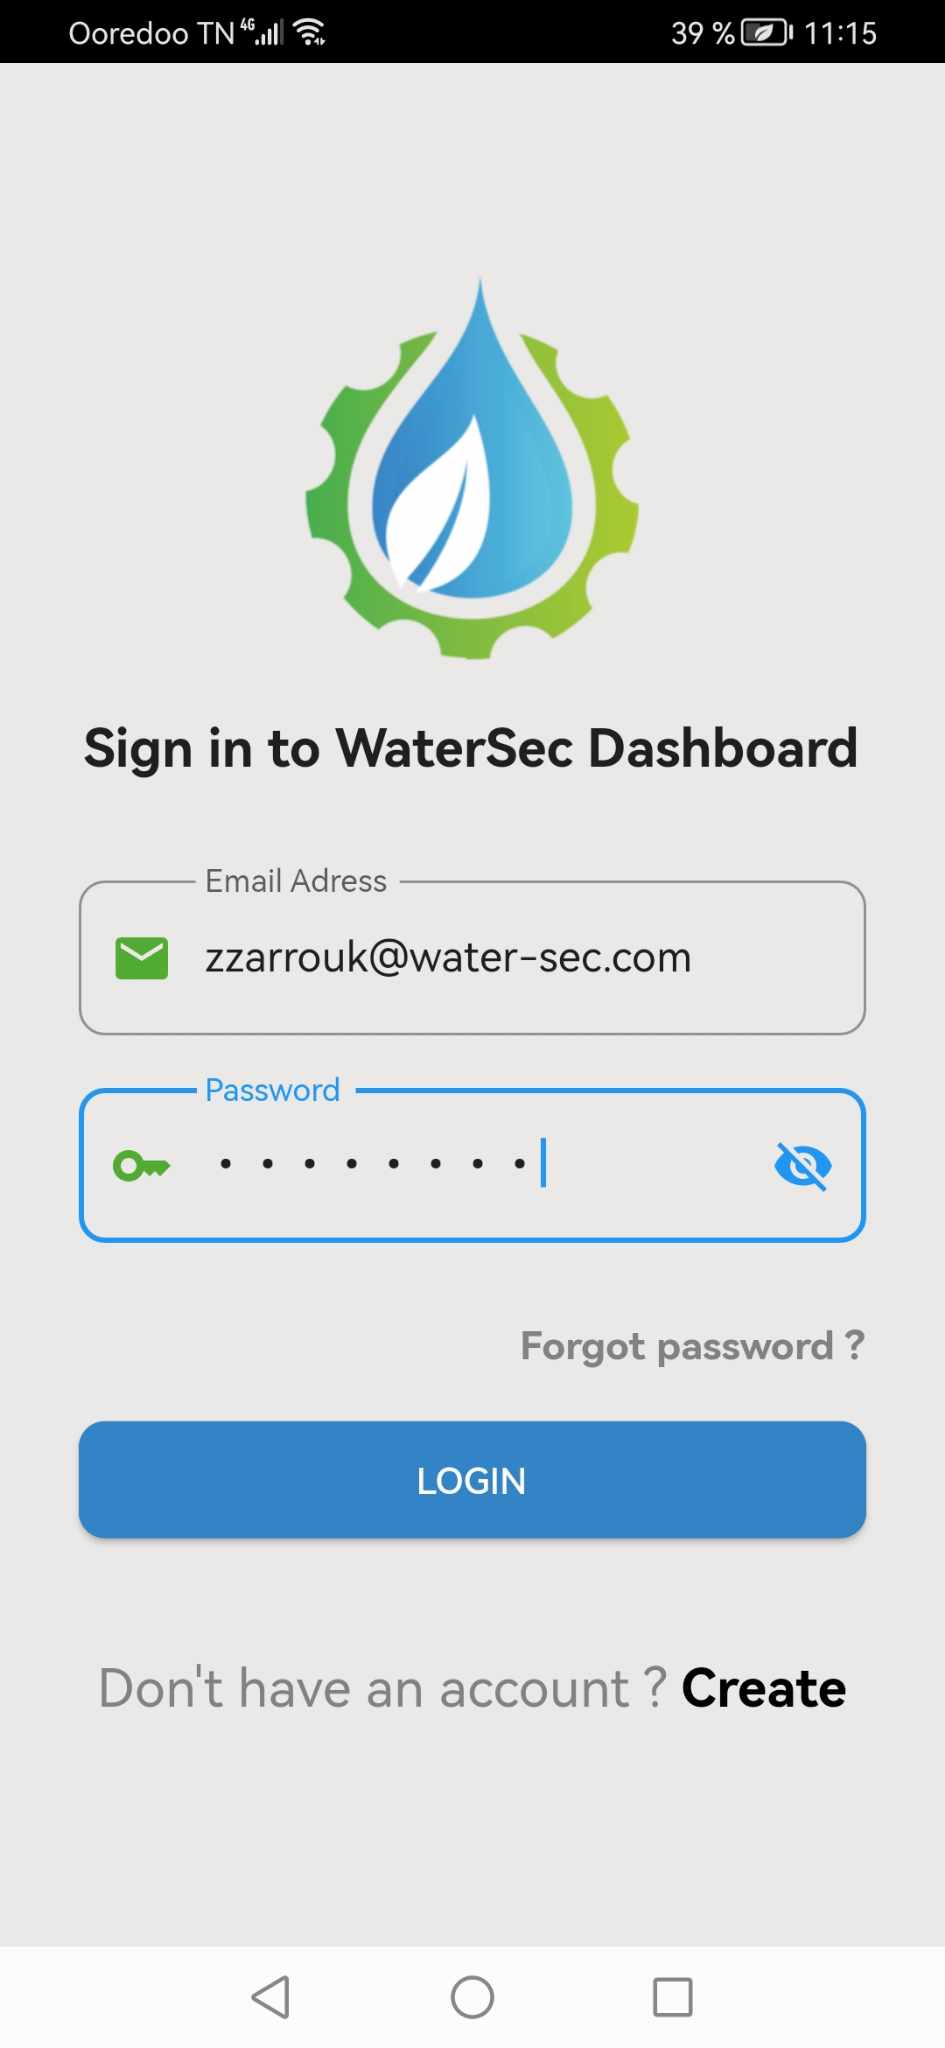 Ooredoo TN 4G 39 % 11:15
Sign in to WaterSec Dashboard
Email Adress
zzarrouk@water-sec.com
Password
Forgot password ?
LOGIN
Don't have an account ? Create